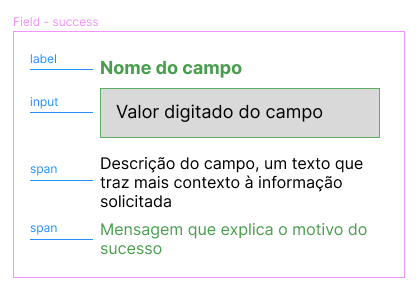 Field - success
label
Nome do campo
input
Valor digitado do campo
span
Descrição do campo, um texto que
traz mais contexto à informação
solicitada
span
Mensagem que explica o motivo do
sucesso